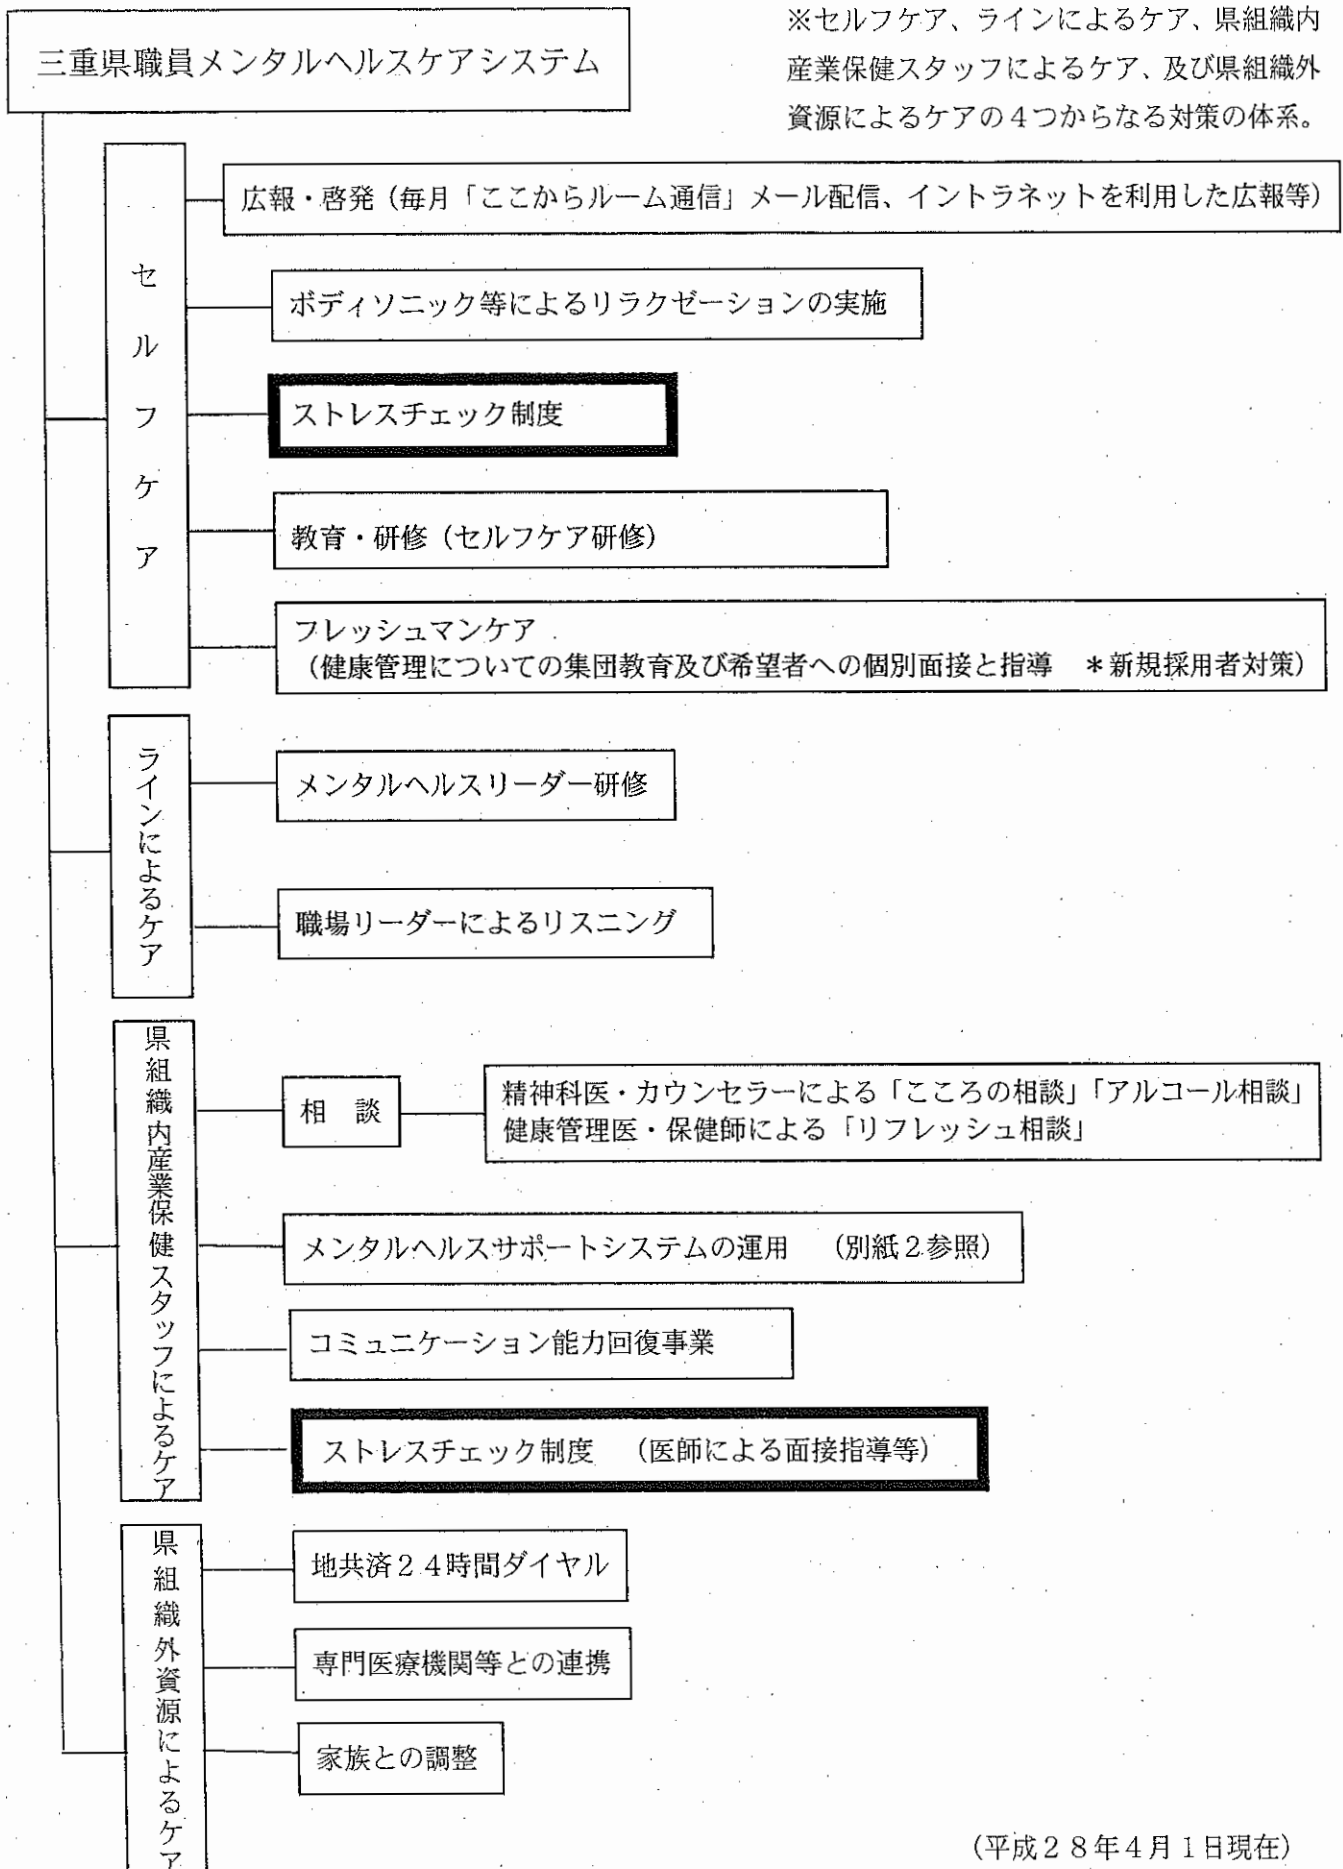 三重県職員メンタルヘルスケアシステム
※セルフケア、ラインによるケア、県組織内
産業保健スタッフによるケア、及び県組織外
資源によるケアの４つからなる対策の体系。
セルフケア
広報・啓発（毎月「ここからルーム通信」メール配信、イントラネットを利用した広報等）
ボディソニック等によるリラクゼーションの実施
ストレスチェック制度
教育・研修（セルフケア研修）
フレッシュマンケア
（健康管理についての集団教育及び希望者への個別面接と指導　＊新規採用者対策）
ラインによるケア
メンタルヘルスリーダー研修
職場リーダーによるリスニング
県組織内産業保健スタッフによるケア
相　談
精神科医・カウンセラーによる「こころの相談」「アルコール相談」
健康管理医・保健師による「リフレッシュ相談」
メンタルヘルスサポートシステムの運用　（別紙２参照）
コミュニケーション能力回復事業
ストレスチェック制度　（医師による面接指導等）
県組織外資源によるケア
地共済２４時間ダイヤル
専門医療機関等との連携
家族との調整
（平成２８年４月１日現在）